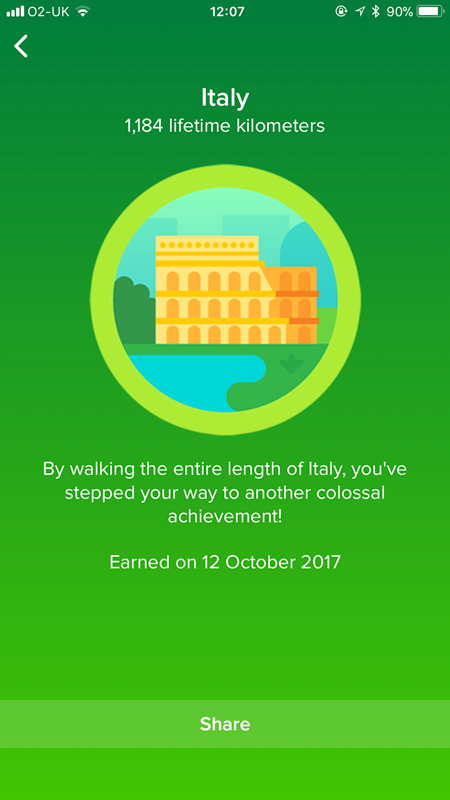 O2-UK 12:07 90%
Italy
1,184 lifetime kilometers
By walking the entire length of Italy, you've
stepped your way to another colossal
achievement!
Earned on 12 October 2017
Share